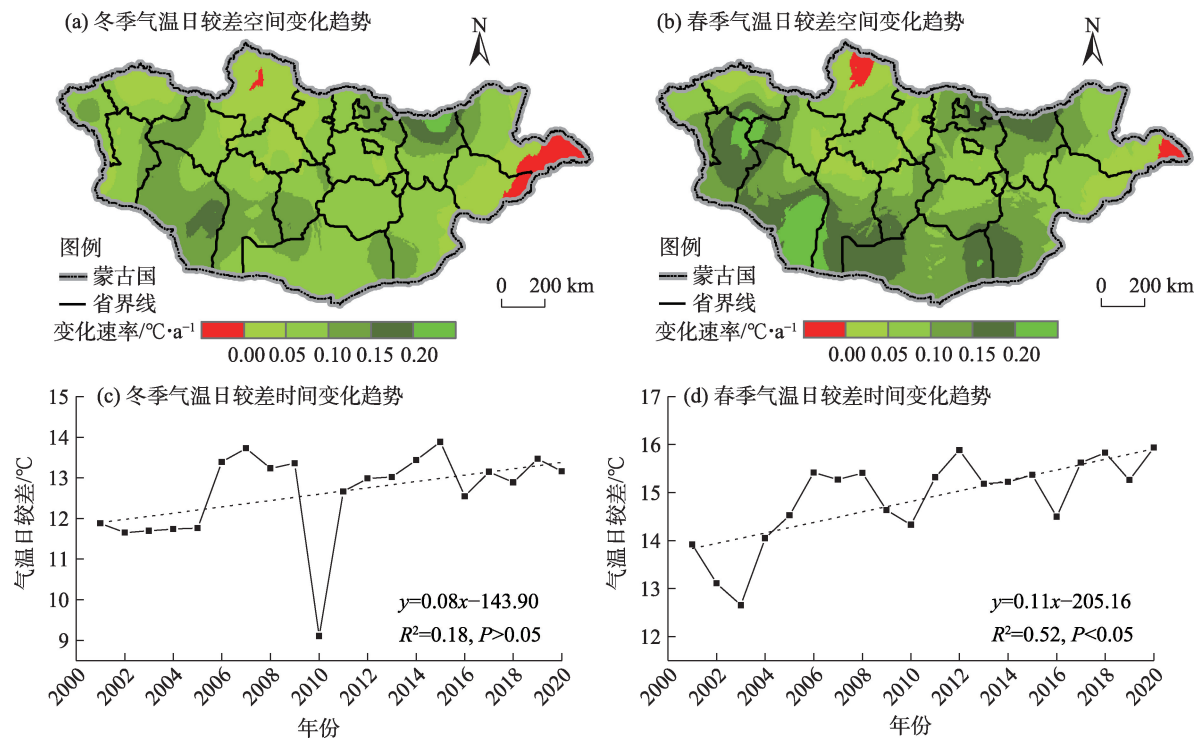 (a) 冬季气温日较差空间变化趋势
N
图例
蒙古国
省界线
变化速率/℃·a⁻¹
0.00 0.05 0.10 0.15 0.20
0 200 km
(b) 春季气温日较差空间变化趋势
N
图例
蒙古国
省界线
变化速率/℃·a⁻¹
0.00 0.05 0.10 0.15 0.20
0 200 km
(c) 冬季气温日较差时间变化趋势
气温日较差/℃
15
14
13
12
11
10
9
y=0.08x−143.90
R²=0.18, P>0.05
2000 2002 2004 2006 2008 2010 2012 2014 2016 2018 2020
年份
(d) 春季气温日较差时间变化趋势
气温日较差/℃
17
16
15
14
13
12
y=0.11x−205.16
R²=0.52, P<0.05
2000 2002 2004 2006 2008 2010 2012 2014 2016 2018 2020
年份